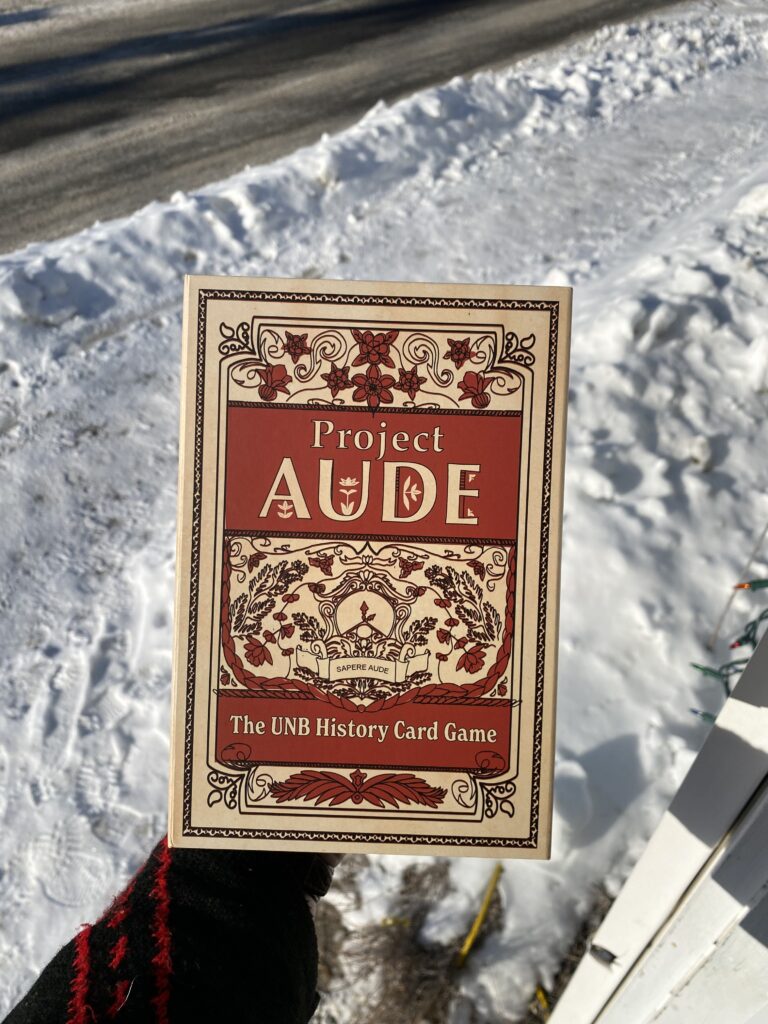 Project
AUDE
SAPERE AUDE
The UNB History Card Game